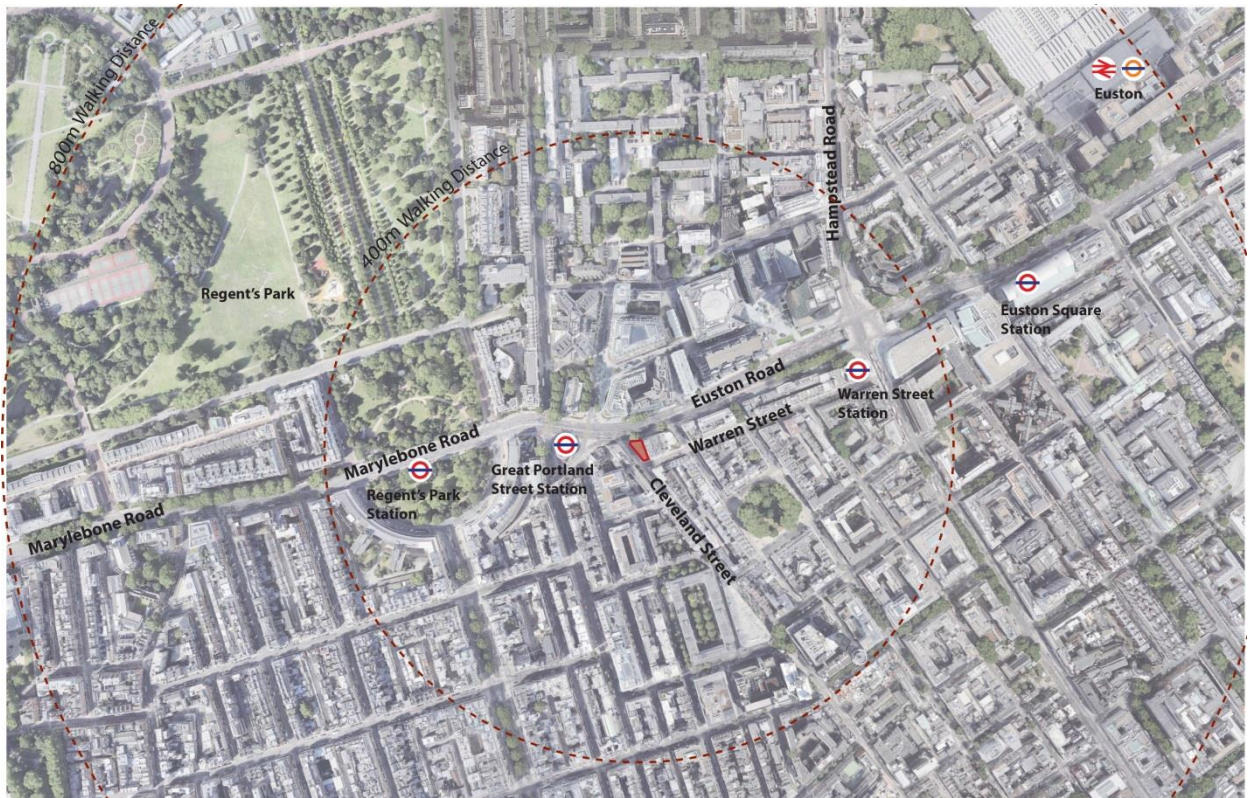 800m Walking Distance
Euston
400m Walking Distance
Hampstead Road
Regent's Park
Euston Square
Station
Euston Road
Warren Street
Station
Warren Street
Marylebone Road
Great Portland
Street Station
Regent's Park
Station
Cleveland Street
Marylebone Road